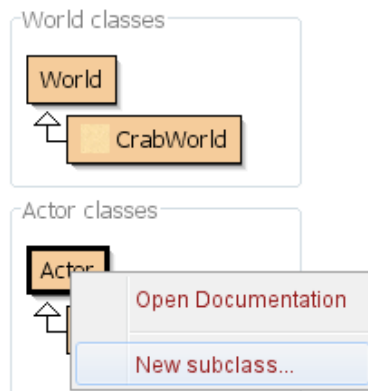 World classes
World
CrabWorld
Actor classes
Actor
Open Documentation
New subclass...